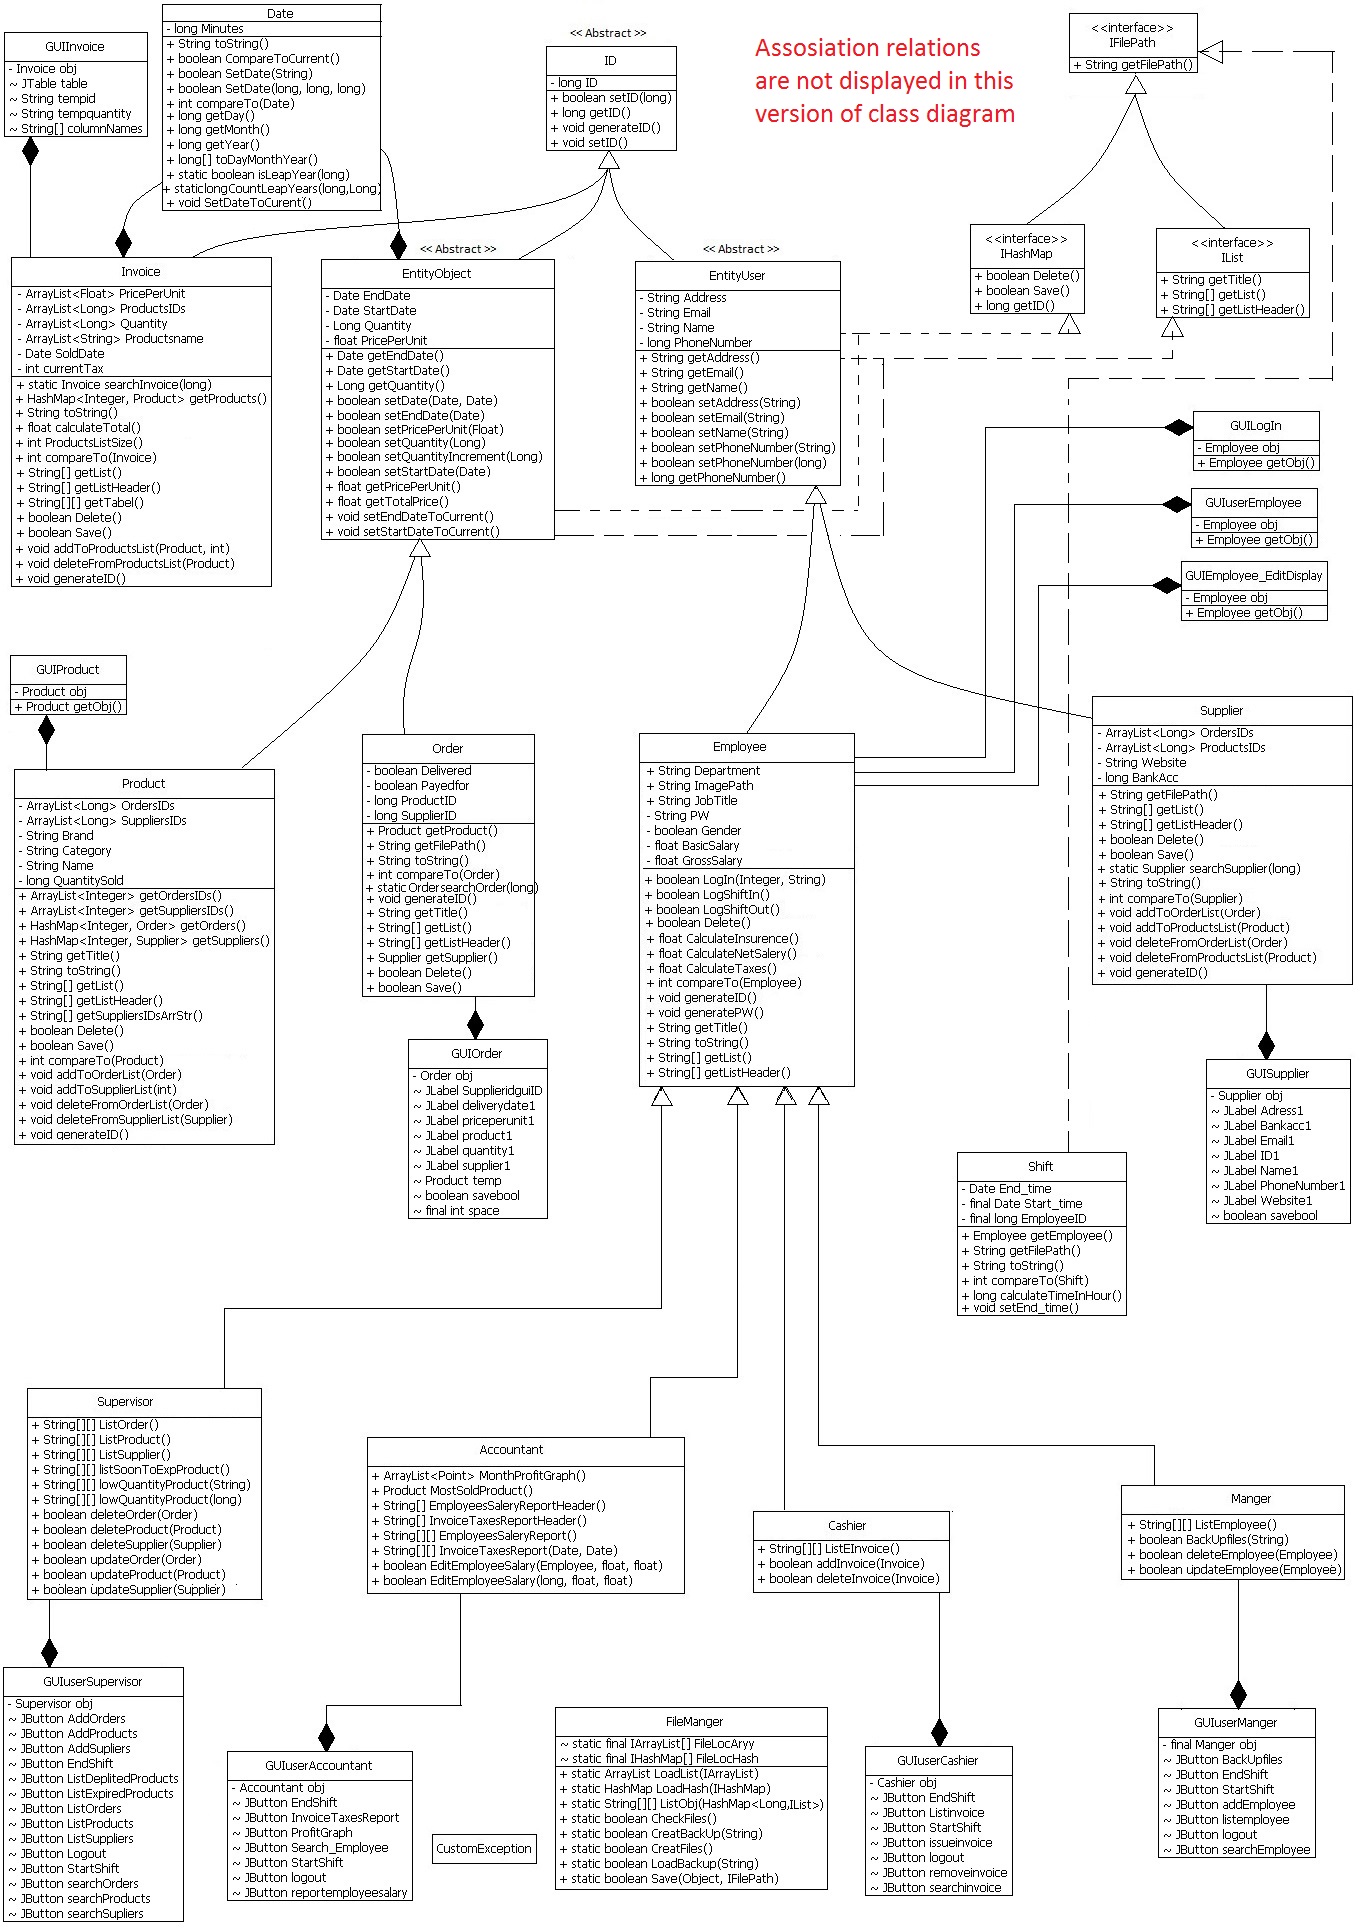 Date
- long Minutes
+ String toString()
+ boolean CompareToCurrent()
+ boolean SetDate(String)
+ boolean SetDate(long, long, long)
+ int compareTo(Date)
+ long getDay()
+ long getMonth()
+ long getYear()
+ long[] toDayMonthYear()
+ static boolean isLeapYear(long)
+ staticlongCountLeapYears(long,Long)
+ void SetDateToCurent()
GUIInvoice
- Invoice obj
~ JTable table
~ String tempid
~ String tempquantity
~ String[] columnNames
<< Abstract >>
ID
- long ID
+ boolean setID(long)
+ long getID()
+ void generateID()
+ void setID()
Assosiation relations
are not displayed in this
version of class diagram
<<interface>>
IFilePath
+ String getFilePath()
<<interface>>
IHashMap
+ boolean Delete()
+ boolean Save()
+ long getID()
<<interface>>
IList
+ String getTitle()
+ String[] getList()
+ String[] getListHeader()
Invoice
- ArrayList<Float> PricePerUnit
- ArrayList<Long> ProductsIDs
- ArrayList<Long> Quantity
- ArrayList<String> Productsname
- Date SoldDate
- int currentTax
+ static Invoice searchInvoice(long)
+ HashMap<Integer, Product> getProducts()
+ String toString()
+ float calculateTotal()
+ int ProductsListSize()
+ int compareTo(Invoice)
+ String[] getList()
+ String[] getListHeader()
+ String[][] getTabel()
+ boolean Delete()
+ boolean Save()
+ void addToProductsList(Product, int)
+ void deleteFromProductsList(Product)
+ void generateID()
<< Abstract >>
EntityObject
- Date EndDate
- Date StartDate
- Long Quantity
- float PricePerUnit
+ Date getEndDate()
+ Date getStartDate()
+ Long getQuantity()
+ boolean setDate(Date, Date)
+ boolean setEndDate(Date)
+ boolean setPricePerUnit(Float)
+ boolean setQuantity(Long)
+ boolean setQuantityIncrement(Long)
+ boolean setStartDate(Date)
+ float getPricePerUnit()
+ float getTotalPrice()
+ void setEndDateToCurrent()
+ void setStartDateToCurrent()
<< Abstract >>
EntityUser
- String Address
- String Email
- String Name
- long PhoneNumber
+ String getAddress()
+ String getEmail()
+ String getName()
+ boolean setAddress(String)
+ boolean setEmail(String)
+ boolean setName(String)
+ boolean setPhoneNumber(String)
+ boolean setPhoneNumber(long)
+ long getPhoneNumber()
GUILogIn
- Employee obj
+ Employee getObj()
GUIuserEmployee
- Employee obj
+ Employee getObj()
GUIEmployee_EditDisplay
- Employee obj
+ Employee getObj()
GUIProduct
- Product obj
+ Product getObj()
Product
- ArrayList<Long> OrdersIDs
- ArrayList<Long> SuppliersIDs
- String Brand
- String Category
- String Name
- long QuantitySold
+ ArrayList<Integer> getOrdersIDs()
+ ArrayList<Integer> getSuppliersIDs()
+ HashMap<Integer, Order> getOrders()
+ HashMap<Integer, Supplier> getSuppliers()
+ String getTitle()
+ String toString()
+ String[] getList()
+ String[] getListHeader()
+ String[] getSuppliersIDsArrStr()
+ boolean Delete()
+ boolean Save()
+ int compareTo(Product)
+ void addToOrderList(Order)
+ void addToSupplierList(int)
+ void deleteFromOrderList(Order)
+ void deleteFromSupplierList(Supplier)
+ void generateID()
Order
- boolean Delivered
- boolean Payedfor
- long ProductID
- long SupplierID
+ Product getProduct()
+ String getFilePath()
+ String toString()
+ int compareTo(Order)
+ static OrdersearchOrder(long)
+ void generateID()
+ String getTitle()
+ String[] getList()
+ String[] getListHeader()
+ Supplier getSupplier()
+ boolean Delete()
+ boolean Save()
GUIOrder
- Order obj
~ JLabel SupplieridguiID
~ JLabel deliverydate1
~ JLabel priceperunit1
~ JLabel product1
~ JLabel quantity1
~ JLabel supplier1
~ Product temp
~ boolean savebool
~ final int space
Employee
+ String Department
+ String ImagePath
+ String JobTitle
- String PW
- boolean Gender
- float BasicSalary
- float GrossSalary
+ boolean LogIn(Integer, String)
+ boolean LogShiftIn()
+ boolean LogShiftOut()
+ boolean Delete()
+ float CalculateInsurence()
+ float CalculateNetSalery()
+ float CalculateTaxes()
+ int compareTo(Employee)
+ void generateID()
+ void generatePW()
+ String getTitle()
+ String toString()
+ String[] getList()
+ String[] getListHeader()
Supplier
- ArrayList<Long> OrdersIDs
- ArrayList<Long> ProductsIDs
- String Website
- long BankAcc
+ String getFilePath()
+ String[] getList()
+ String[] getListHeader()
+ boolean Delete()
+ boolean Save()
+ static Supplier searchSupplier(long)
+ String toString()
+ int compareTo(Supplier)
+ void addToOrderList(Order)
+ void addToProductsList(Product)
+ void deleteFromOrderList(Order)
+ void deleteFromProductsList(Product)
+ void generateID()
GUISupplier
- Supplier obj
~ JLabel Adress1
~ JLabel Bankacc1
~ JLabel Email1
~ JLabel ID1
~ JLabel Name1
~ JLabel PhoneNumber1
~ JLabel Website1
~ boolean savebool
Shift
- Date End_time
- final Date Start_time
- final long EmployeeID
+ Employee getEmployee()
+ String getFilePath()
+ String toString()
+ int compareTo(Shift)
+ long calculateTimeInHour()
+ void setEnd_time()
Supervisor
+ String[][] ListOrder()
+ String[][] ListProduct()
+ String[][] ListSupplier()
+ String[][] listSoonToExpProduct()
+ String[][] lowQuantityProduct(String)
+ String[][] lowQuantityProduct(long)
+ boolean deleteOrder(Order)
+ boolean deleteProduct(Product)
+ boolean deleteSupplier(Supplier)
+ boolean updateOrder(Order)
+ boolean updateProduct(Product)
+ boolean updateSupplier(Supplier)
Accountant
+ ArrayList<Point> MonthProfitGraph()
+ Product MostSoldProduct()
+ String[] EmployeesSaleryReportHeader()
+ String[] InvoiceTaxesReportHeader()
+ String[][] EmployeesSaleryReport()
+ String[][] InvoiceTaxesReport(Date, Date)
+ boolean EditEmployeeSalary(Employee, float, float)
+ boolean EditEmployeeSalary(long, float, float)
Cashier
+ String[][] ListEInvoice()
+ boolean addInvoice(Invoice)
+ boolean deleteInvoice(Invoice)
Manger
+ String[][] ListEmployee()
+ boolean BackUpfiles(String)
+ boolean deleteEmployee(Employee)
+ boolean updateEmployee(Employee)
GUIuserSupervisor
- Supervisor obj
~ JButton AddOrders
~ JButton AddProducts
~ JButton AddSupliers
~ JButton EndShift
~ JButton ListDeplitedProducts
~ JButton ListExpiredProducts
~ JButton ListOrders
~ JButton ListProducts
~ JButton ListSuppliers
~ JButton Logout
~ JButton StartShift
~ JButton searchOrders
~ JButton searchProducts
~ JButton searchSupliers
GUIuserAccountant
- Accountant obj
~ JButton EndShift
~ JButton InvoiceTaxesReport
~ JButton ProfitGraph
~ JButton Search_Employee
~ JButton StartShift
~ JButton logout
~ JButton reportemployeesalary
CustomException
FileManger
~ static final IArrayList[] FileLocAryy
~ static final IHashMap[] FileLocHash
+ static ArrayList LoadList(IArrayList)
+ static HashMap LoadHash(IHashMap)
+ static String[][] ListObj(HashMap<Long,IList>)
+ static boolean CheckFiles()
+ static boolean CreatBackUp(String)
+ static boolean CreatFiles()
+ static boolean LoadBackup(String)
+ static boolean Save(Object, IFilePath)
GUIuserCashier
- Cashier obj
~ JButton EndShift
~ JButton Listinvoice
~ JButton StartShift
~ JButton issueinvoice
~ JButton logout
~ JButton removeinvoice
~ JButton searchinvoice
GUIuserManger
- final Manger obj
~ JButton BackUpfiles
~ JButton EndShift
~ JButton StartShift
~ JButton addEmployee
~ JButton listemployee
~ JButton logout
~ JButton searchEmployee